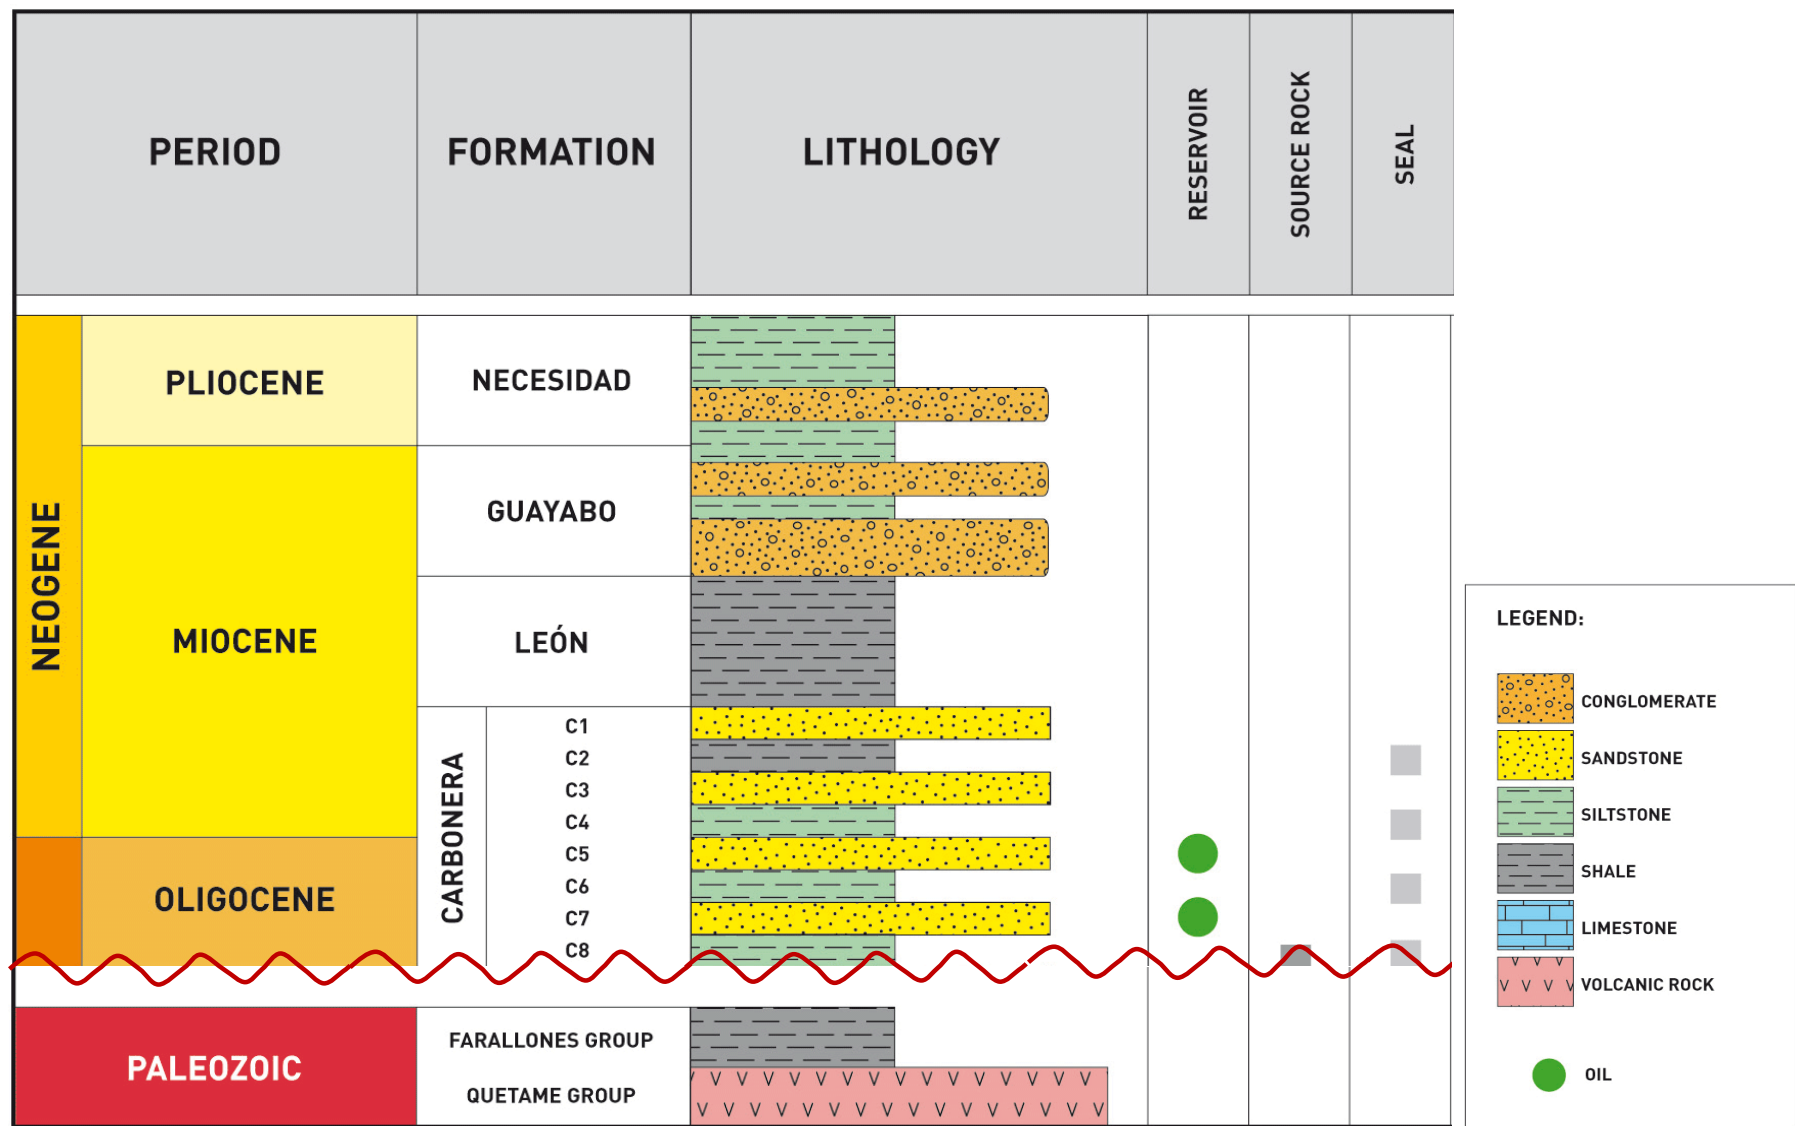 PERIOD
FORMATION
LITHOLOGY
RESERVOIR
SOURCE ROCK
SEAL
NEOGENE
PLIOCENE
NECESIDAD
MIOCENE
GUAYABO
LEÓN
CARBONERA
C1
C2
C3
C4
OLIGOCENE
C5
C6
C7
C8
PALEOZOIC
FARALLONES GROUP
QUETAME GROUP
LEGEND:
CONGLOMERATE
SANDSTONE
SILTSTONE
SHALE
LIMESTONE
VOLCANIC ROCK
OIL